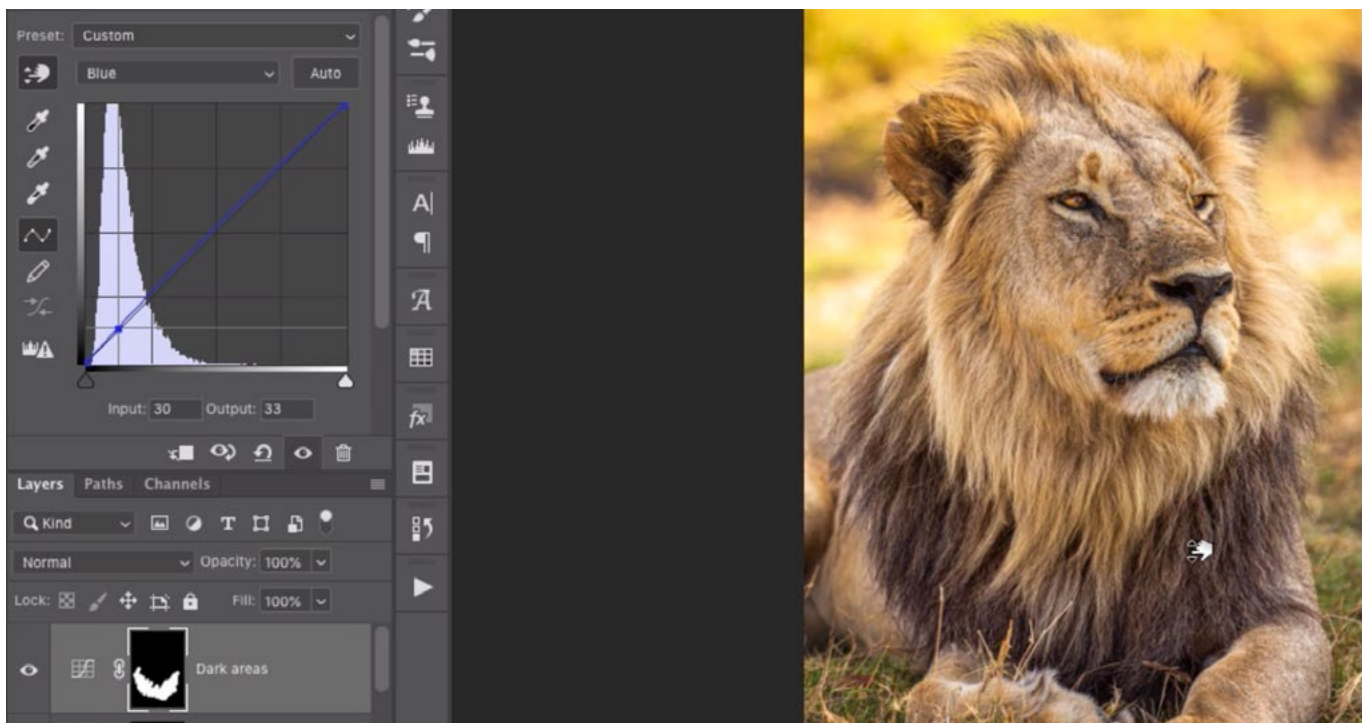 Preset: Custom
Blue Auto
Input: 30 Output: 33
Layers Paths Channels
Kind T
Normal Opacity: 100%
Lock: Fill: 100%
Dark areas
A
A
fx